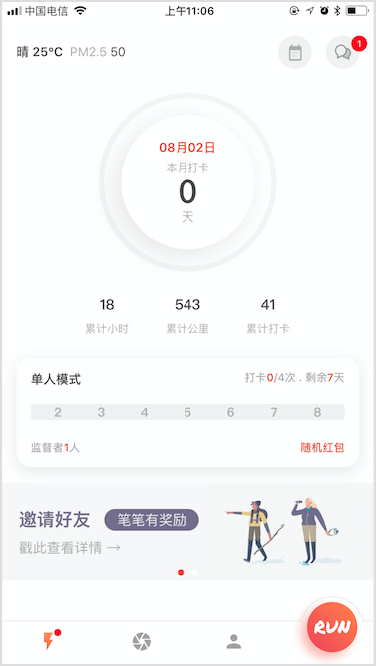 中国电信 上午11:06
晴 25°C PM2.5 50
1
08月02日
本月打卡
0
天
18 543 41
累计小时 累计公里 累计打卡
单人模式 打卡0/4次 . 剩余7天
2 3 4 5 6 7 8
监督者1人 随机红包
邀请好友 笔笔有奖励
戳此查看详情 →
RUN